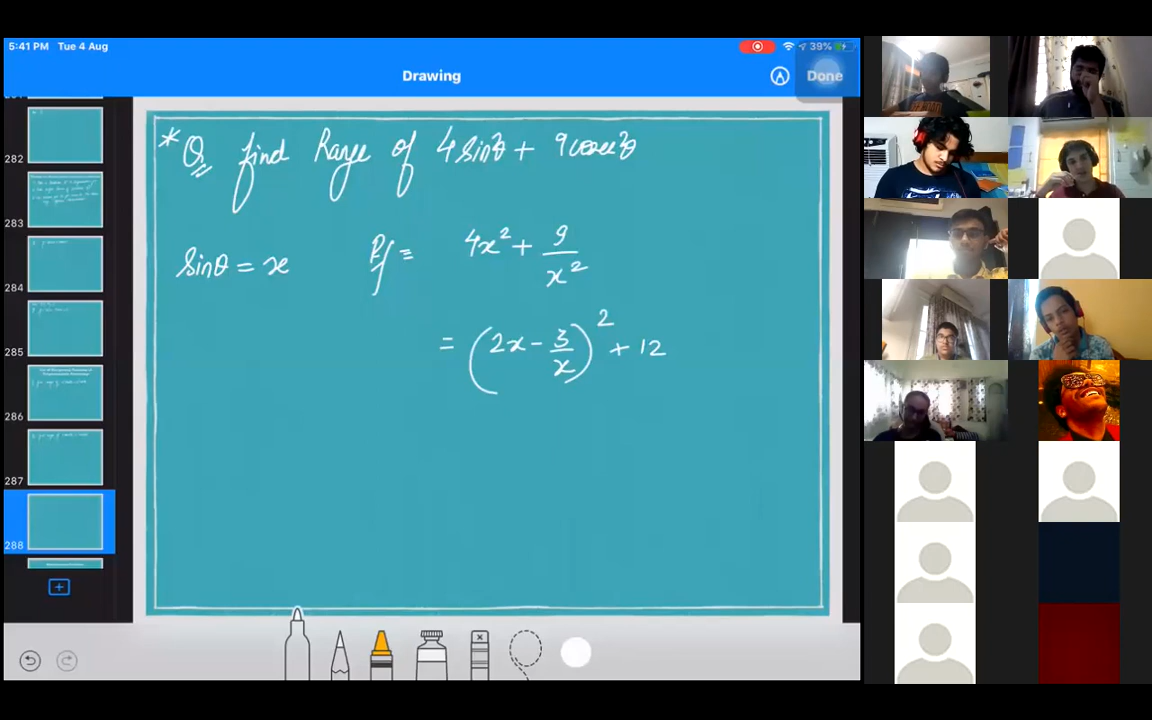 5:41 PM Tue 4 Aug
39%
Drawing
Done
282
283
284
285
286
287
288
* Q. find Range of 4sin²θ + 9cosec²θ
sinθ = x
4x² + 9/x²
= (2x - 3/x)² + 12